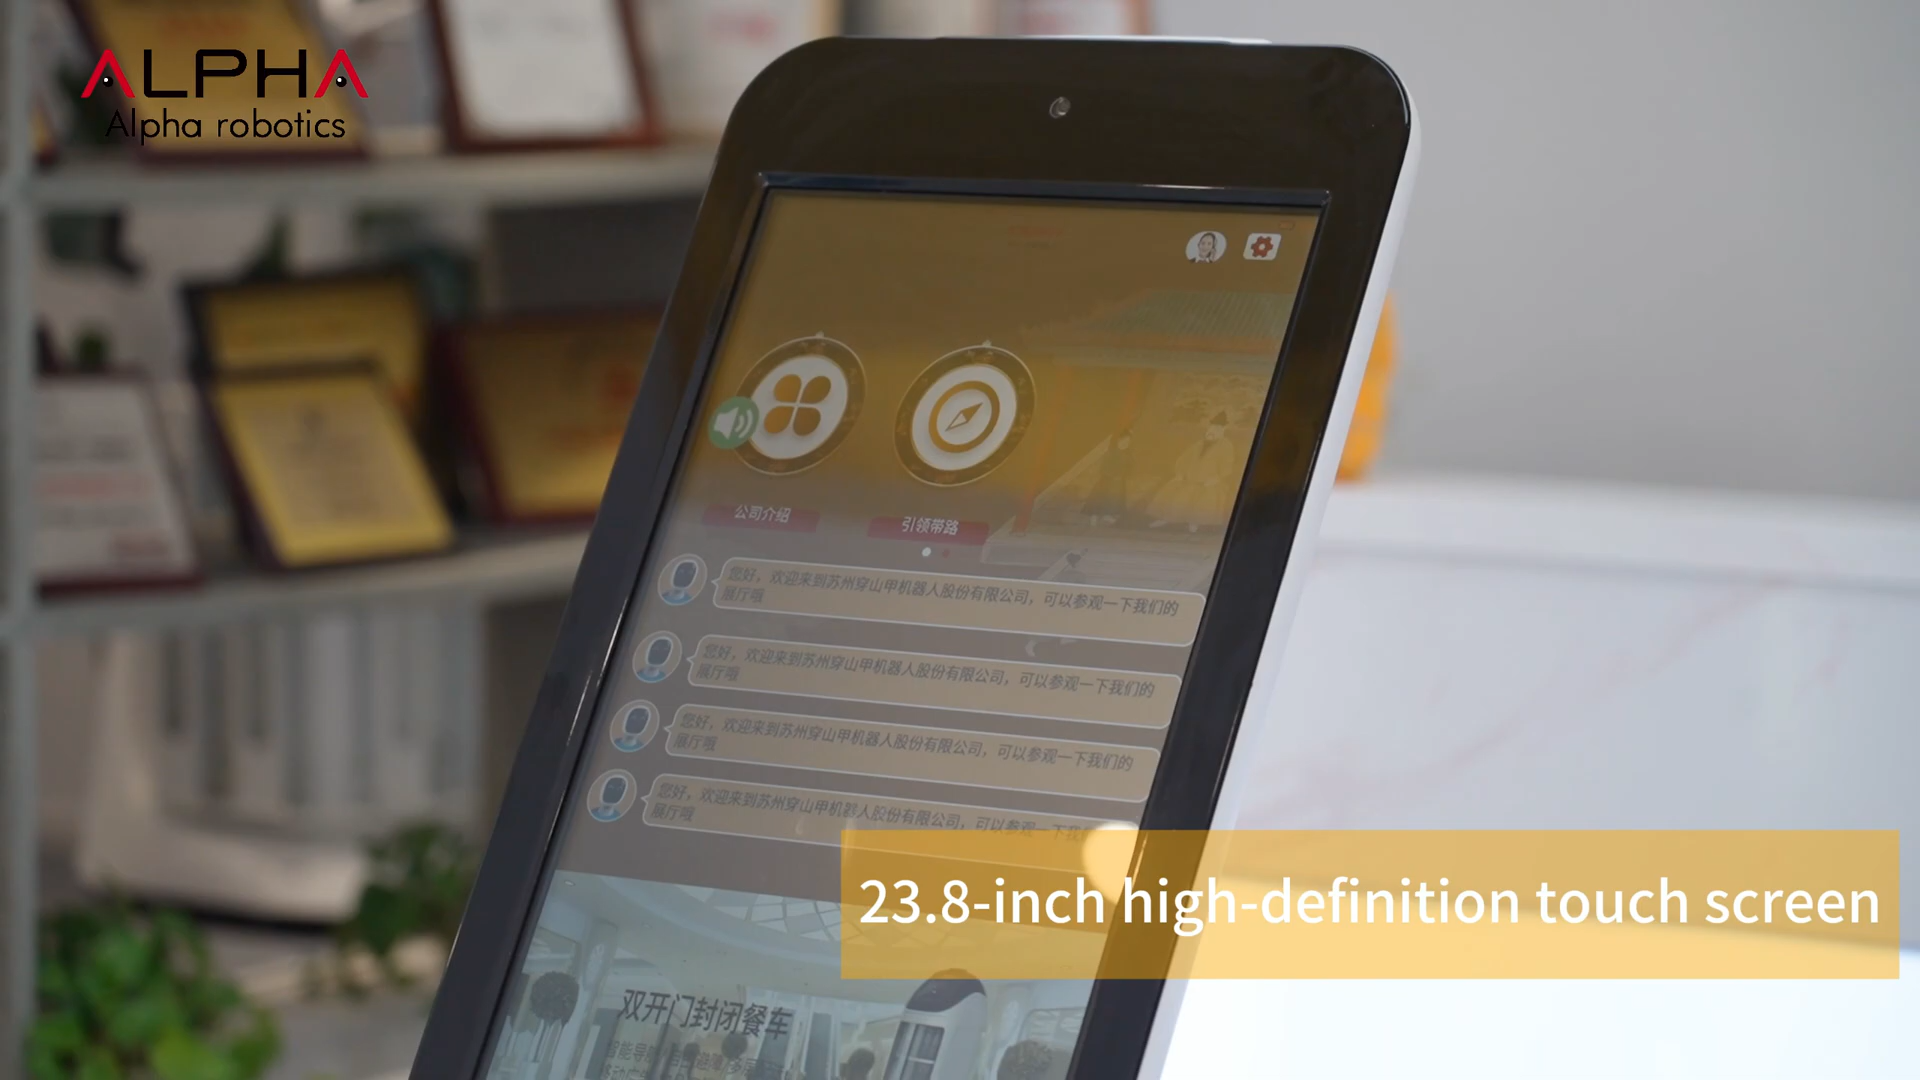 ALPHA
Alpha robotics
公司介绍
引领带路
您好，欢迎来到苏州穿山甲机器人股份有限公司，可以参观一下我们的
展厅哦
您好，欢迎来到苏州穿山甲机器人股份有限公司，可以参观一下我们的
展厅哦
您好，欢迎来到苏州穿山甲机器人股份有限公司，可以参观一下我们的
展厅哦
您好，欢迎来到苏州穿山甲机器人股份有限公司，可以参观一下我
展厅哦
23.8-inch high-definition touch screen
双开门封闭餐车